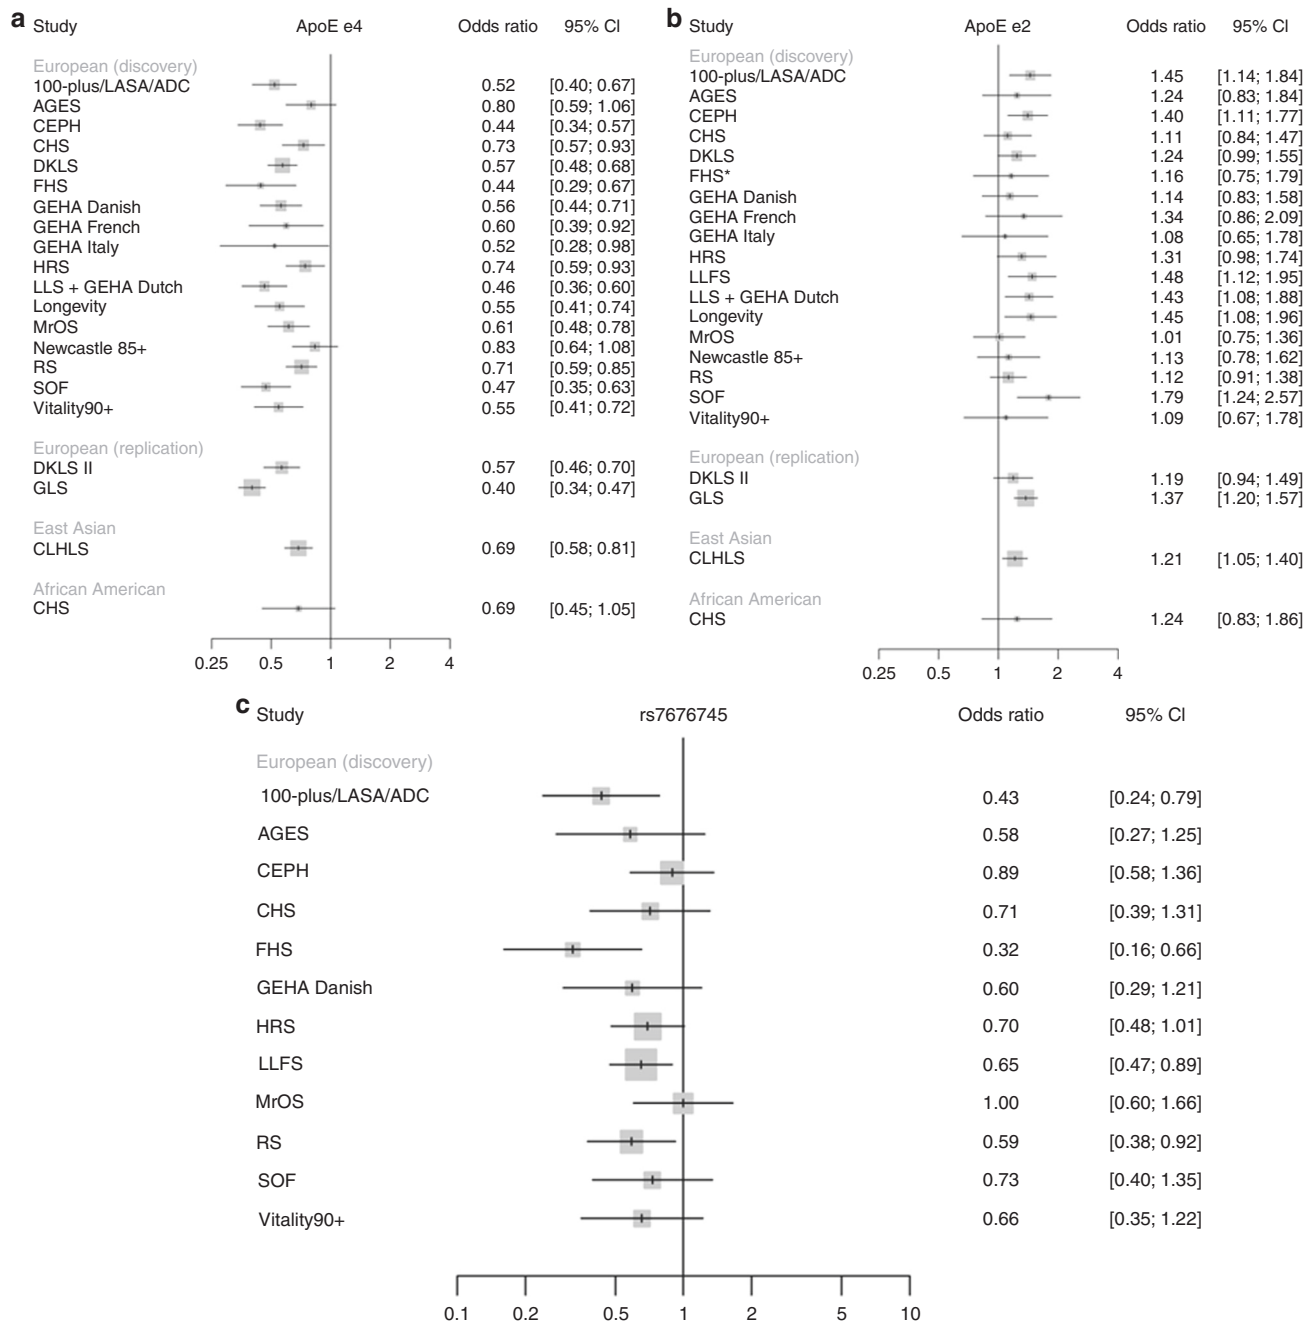 a Study ApoE e4 Odds ratio 95% CI
European (discovery)
100-plus/LASA/ADC 0.52 [0.40; 0.67]
AGES 0.80 [0.59; 1.06]
CEPH 0.44 [0.34; 0.57]
CHS 0.73 [0.57; 0.93]
DKLS 0.57 [0.48; 0.68]
FHS 0.44 [0.29; 0.67]
GEHA Danish 0.56 [0.44; 0.71]
GEHA French 0.60 [0.39; 0.92]
GEHA Italy 0.52 [0.28; 0.98]
HRS 0.74 [0.59; 0.93]
LLS + GEHA Dutch 0.46 [0.36; 0.60]
Longevity 0.55 [0.41; 0.74]
MrOS 0.61 [0.48; 0.78]
Newcastle 85+ 0.83 [0.64; 1.08]
RS 0.71 [0.59; 0.85]
SOF 0.47 [0.35; 0.63]
Vitality90+ 0.55 [0.41; 0.72]
European (replication)
DKLS II 0.57 [0.46; 0.70]
GLS 0.40 [0.34; 0.47]
East Asian
CLHLS 0.69 [0.58; 0.81]
African American
CHS 0.69 [0.45; 1.05]
0.25 0.5 1 2 4
b Study ApoE e2 Odds ratio 95% CI
European (discovery)
100-plus/LASA/ADC 1.45 [1.14; 1.84]
AGES 1.24 [0.83; 1.84]
CEPH 1.40 [1.11; 1.77]
CHS 1.11 [0.84; 1.47]
DKLS 1.24 [0.99; 1.55]
FHS* 1.16 [0.75; 1.79]
GEHA Danish 1.14 [0.83; 1.58]
GEHA French 1.34 [0.86; 2.09]
GEHA Italy 1.08 [0.65; 1.78]
HRS 1.31 [0.98; 1.74]
LLFS 1.48 [1.12; 1.95]
LLS + GEHA Dutch 1.43 [1.08; 1.88]
Longevity 1.45 [1.08; 1.96]
MrOS 1.01 [0.75; 1.36]
Newcastle 85+ 1.13 [0.78; 1.62]
RS 1.12 [0.91; 1.38]
SOF 1.79 [1.24; 2.57]
Vitality90+ 1.09 [0.67; 1.78]
European (replication)
DKLS II 1.19 [0.94; 1.49]
GLS 1.37 [1.20; 1.57]
East Asian
CLHLS 1.21 [1.05; 1.40]
African American
CHS 1.24 [0.83; 1.86]
0.25 0.5 1 2 4
c Study rs7676745 Odds ratio 95% CI
European (discovery)
100-plus/LASA/ADC 0.43 [0.24; 0.79]
AGES 0.58 [0.27; 1.25]
CEPH 0.89 [0.58; 1.36]
CHS 0.71 [0.39; 1.31]
FHS 0.32 [0.16; 0.66]
GEHA Danish 0.60 [0.29; 1.21]
HRS 0.70 [0.48; 1.01]
LLFS 0.65 [0.47; 0.89]
MrOS 1.00 [0.60; 1.66]
RS 0.59 [0.38; 0.92]
SOF 0.73 [0.40; 1.35]
Vitality90+ 0.66 [0.35; 1.22]
0.1 0.2 0.5 1 2 5 10